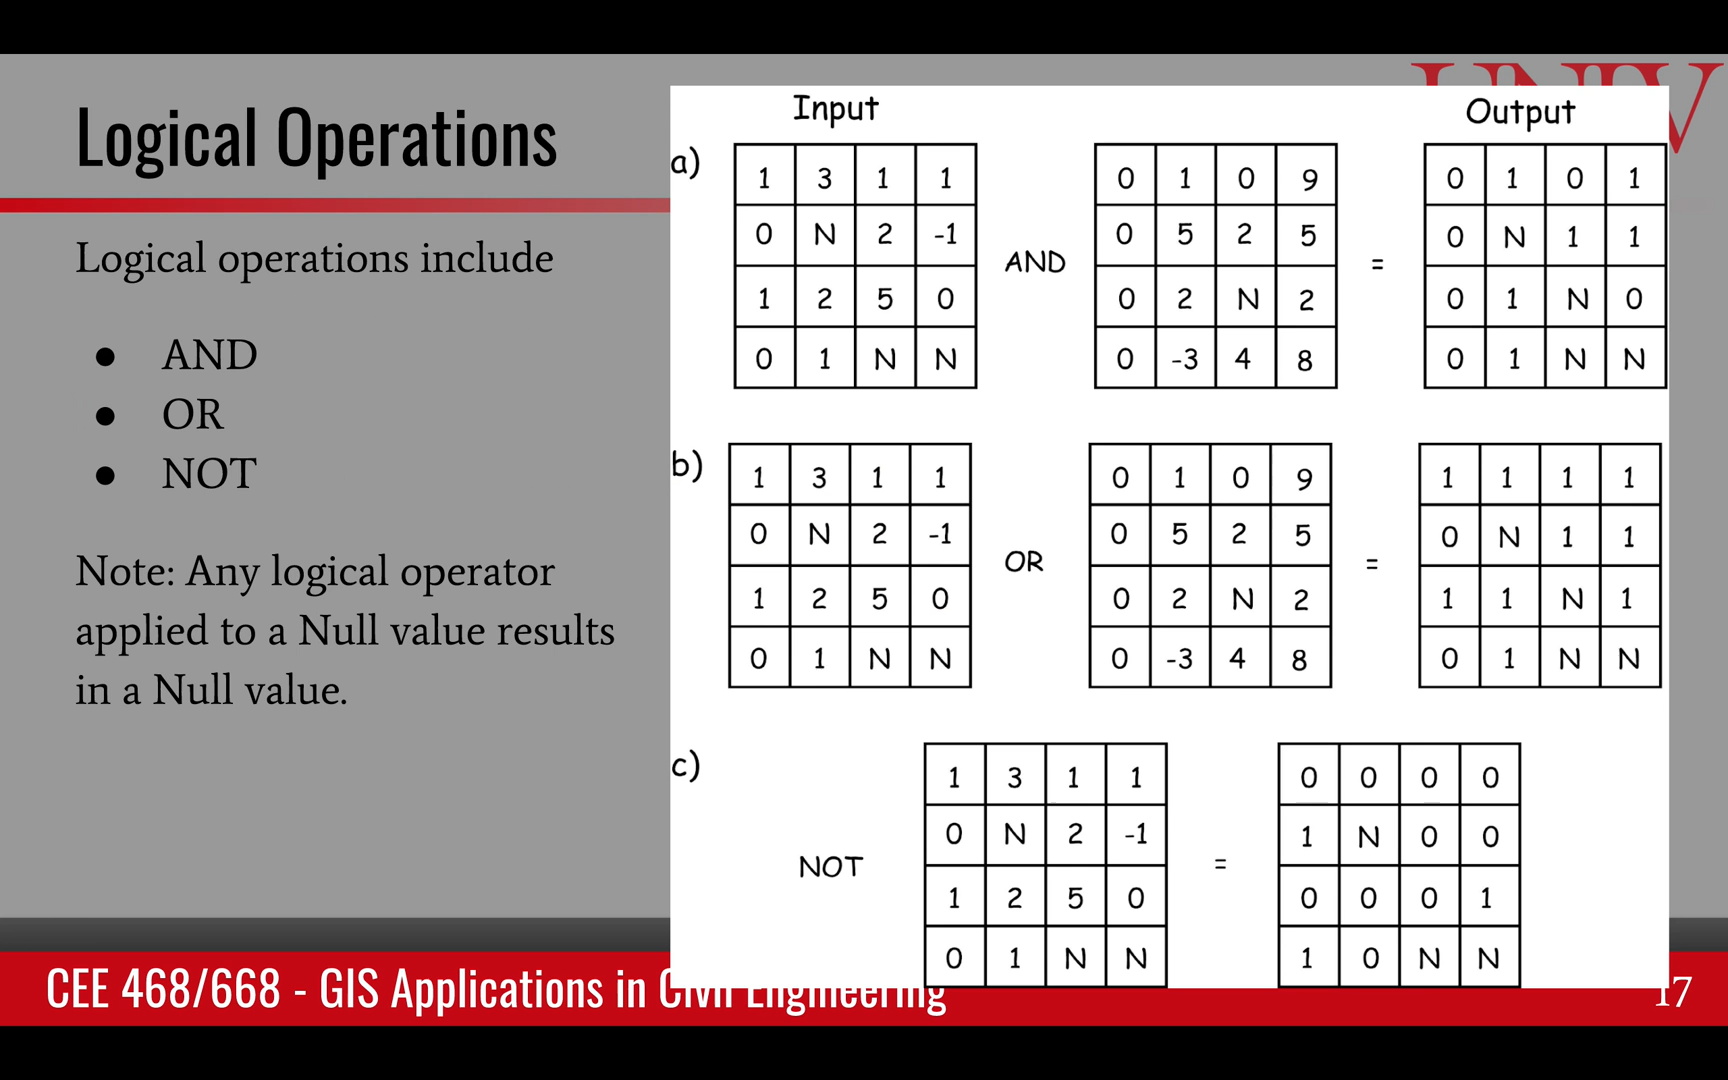 UNIV
Logical Operations
Logical operations include
● AND
● OR
● NOT
Note: Any logical operator
applied to a Null value results
in a Null value.
Input Output
a)
1 3 1 1 0 1 0 9 0 1 0 1
0 N 2 -1 0 5 2 5 0 N 1 1
AND =
1 2 5 0 0 2 N 2 0 1 N 0
0 1 N N 0 -3 4 8 0 1 N N
b)
1 3 1 1 0 1 0 9 1 1 1 1
0 N 2 -1 0 5 2 5 0 N 1 1
OR =
1 2 5 0 0 2 N 2 1 1 N 1
0 1 N N 0 -3 4 8 0 1 N N
c)
1 3 1 1 0 0 0 0
0 N 2 -1 1 N 0 0
NOT =
1 2 5 0 0 0 0 1
0 1 N N 1 0 N N
CEE 468/668 - GIS Applications in Civil Engineering
17